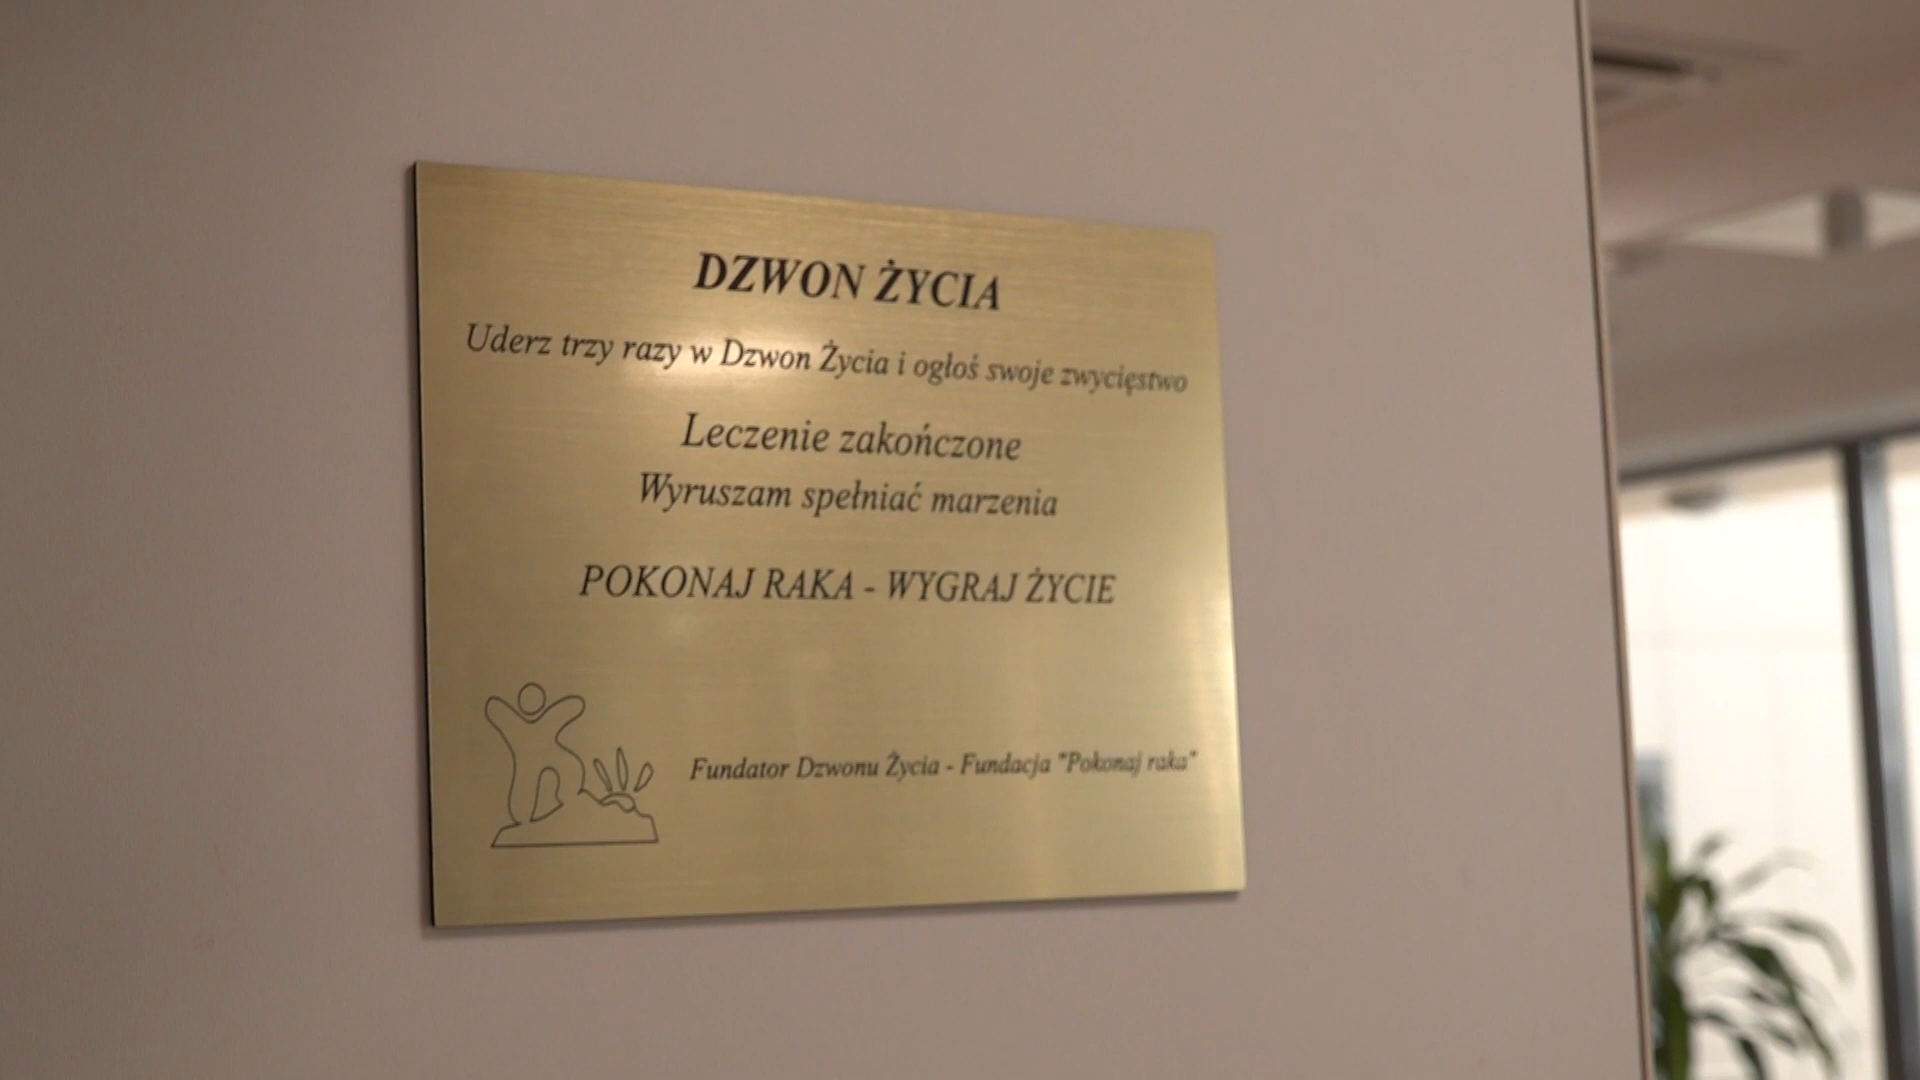 DZWON ŻYCIA
Uderz trzy razy w Dzwon Życia i ogłoś swoje zwycięstwo
Leczenie zakończone
Wyruszam spełniać marzenia
POKONAJ RAKA - WYGRAJ ŻYCIE
Fundator Dzwonu Życia - Fundacja "Pokonaj raka"